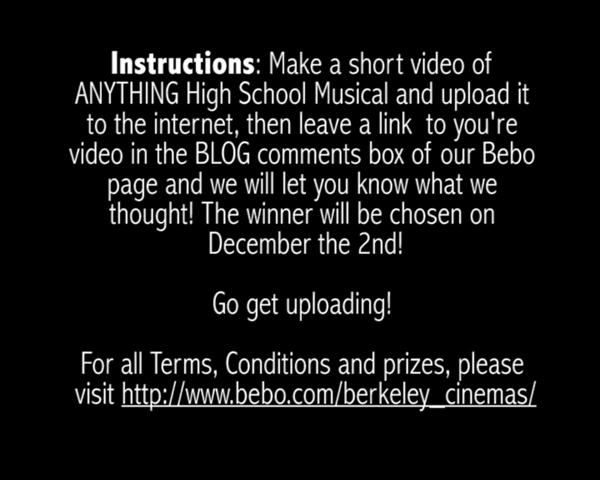 Instructions: Make a short video of
ANYTHING High School Musical and upload it
to the internet, then leave a link  to you're
video in the BLOG comments box of our Bebo
page and we will let you know what we
thought! The winner will be chosen on
December the 2nd!
Go get uploading!
For all Terms, Conditions and prizes, please
visit http://www.bebo.com/berkeley_cinemas/